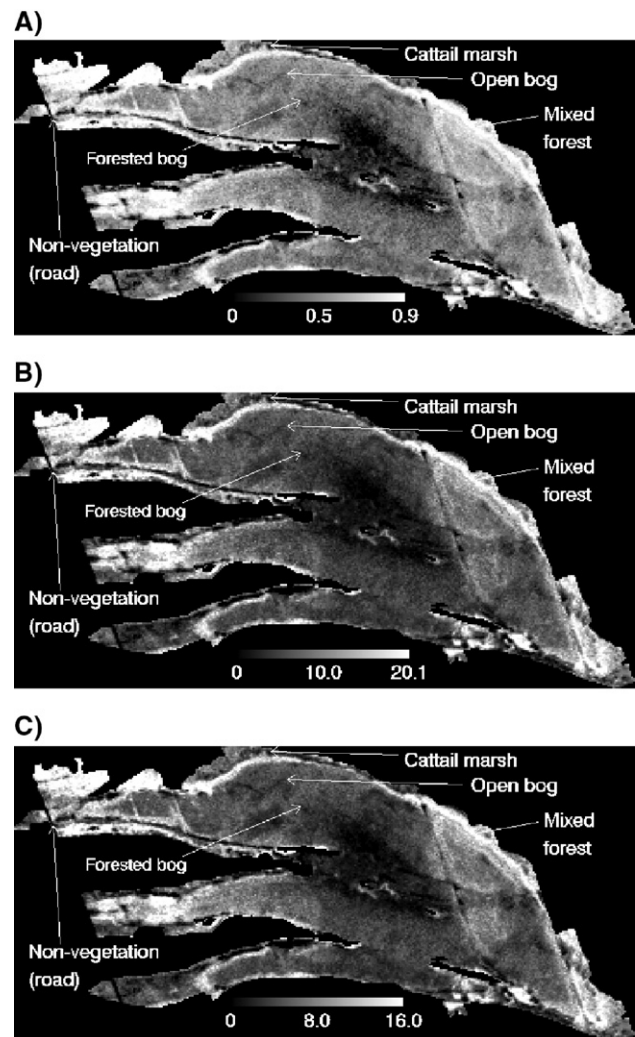 A)
Cattail marsh
Open bog
Mixed
forest
Forested bog
Non-vegetation
(road)
0 0.5 0.9
B)
Cattail marsh
Open bog
Mixed
forest
Forested bog
Non-vegetation
(road)
0 10.0 20.1
C)
Cattail marsh
Open bog
Mixed
forest
Forested bog
Non-vegetation
(road)
0 8.0 16.0